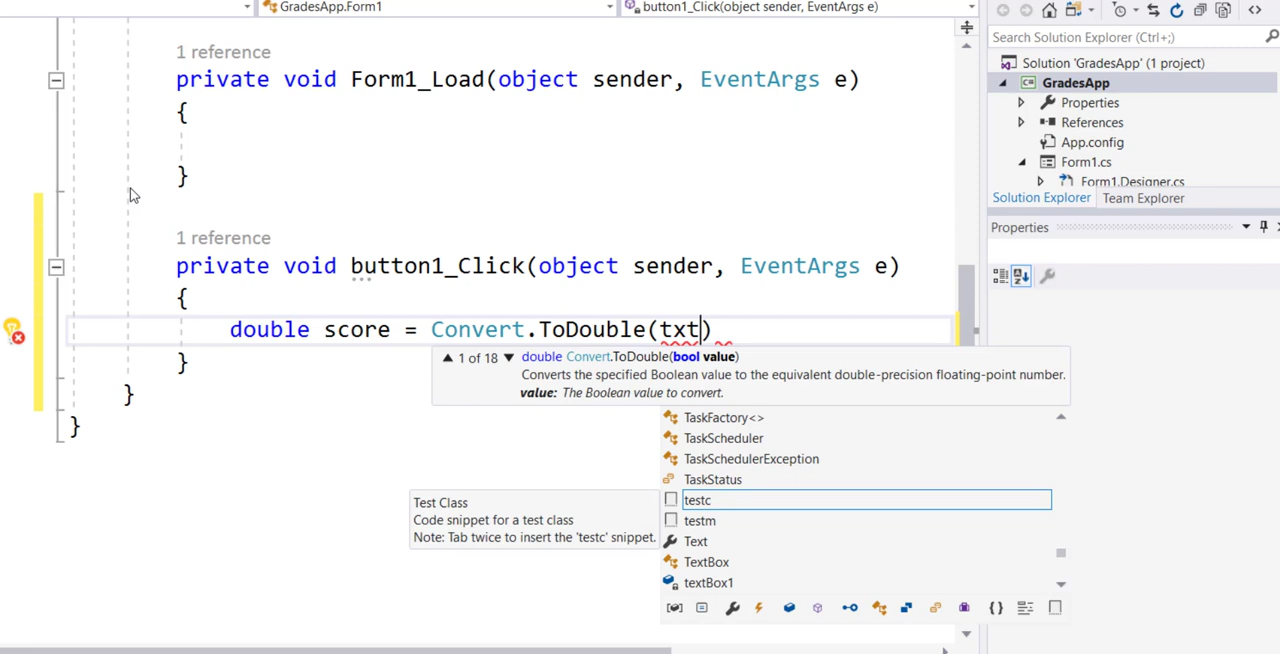 GradesApp.Form1
button1_Click(object sender, EventArgs e)
Search Solution Explorer (Ctrl+;)
Solution 'GradesApp' (1 project)
C# GradesApp
Properties
References
App.config
Form1.cs
Form1.Designer.cs
Solution Explorer
Team Explorer
Properties
1 reference
private void Form1_Load(object sender, EventArgs e)
{
}
1 reference
private void button1_Click(object sender, EventArgs e)
{
double score = Convert.ToDouble(txt)
}
}
}
1 of 18 double Convert.ToDouble(bool value)
Converts the specified Boolean value to the equivalent double-precision floating-point number.
value: The Boolean value to convert.
TaskFactory<>
TaskScheduler
TaskSchedulerException
TaskStatus
testc
testm
Text
TextBox
textBox1
Test Class
Code snippet for a test class
Note: Tab twice to insert the 'testc' snippet.